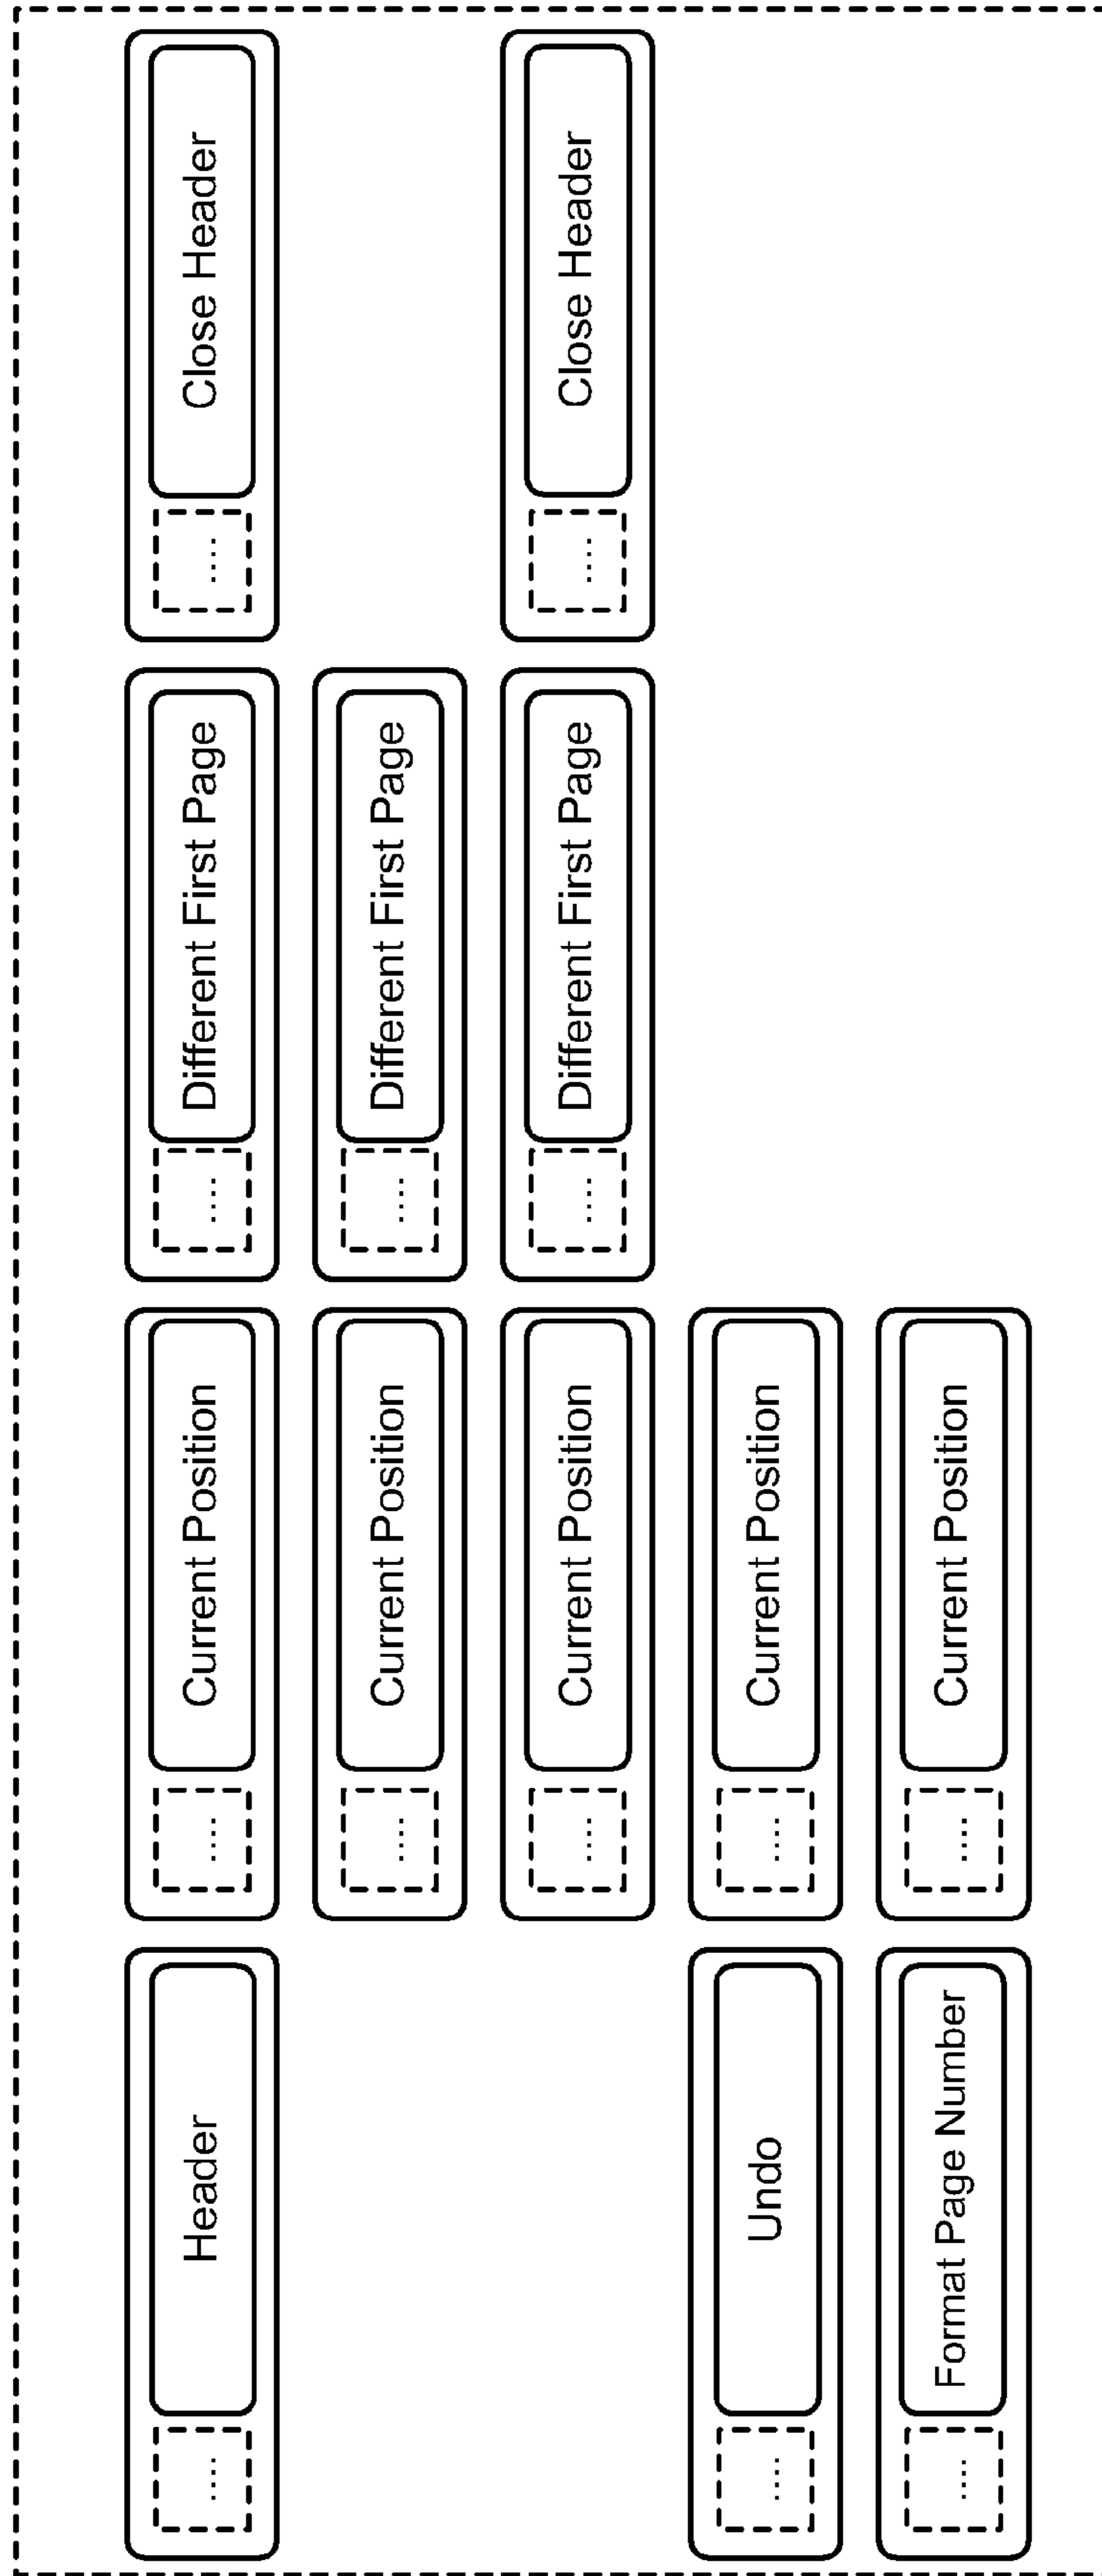 .... Header .... Current Position .... Different First Page .... Close Header
.... Current Position .... Different First Page
.... Current Position .... Different First Page .... Close Header
.... Undo .... Current Position
.... Format Page Number .... Current Position